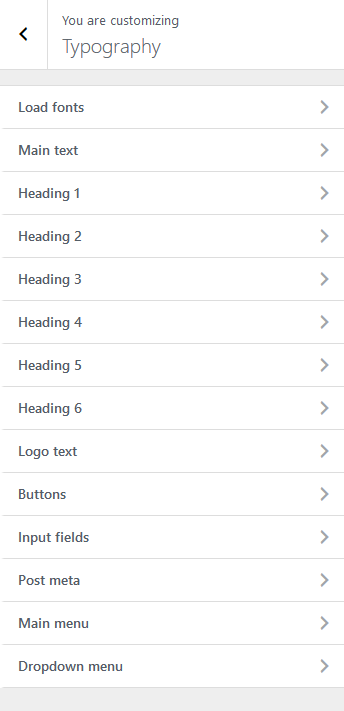 You are customizing
Typography
Load fonts
Main text
Heading 1
Heading 2
Heading 3
Heading 4
Heading 5
Heading 6
Logo text
Buttons
Input fields
Post meta
Main menu
Dropdown menu